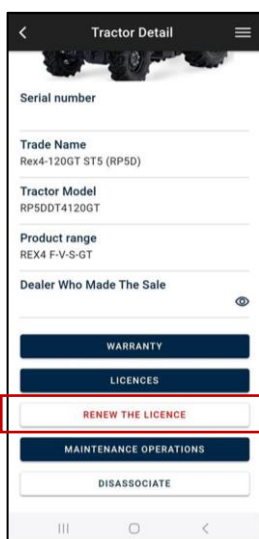 Tractor Detail
Serial number
Trade Name
Rex4-120GT ST5 (RP5D)
Tractor Model
RP5DDT4120GT
Product range
REX4 F-V-S-GT
Dealer Who Made The Sale
WARRANTY
LICENCES
RENEW THE LICENCE
MAINTENANCE OPERATIONS
DISASSOCIATE